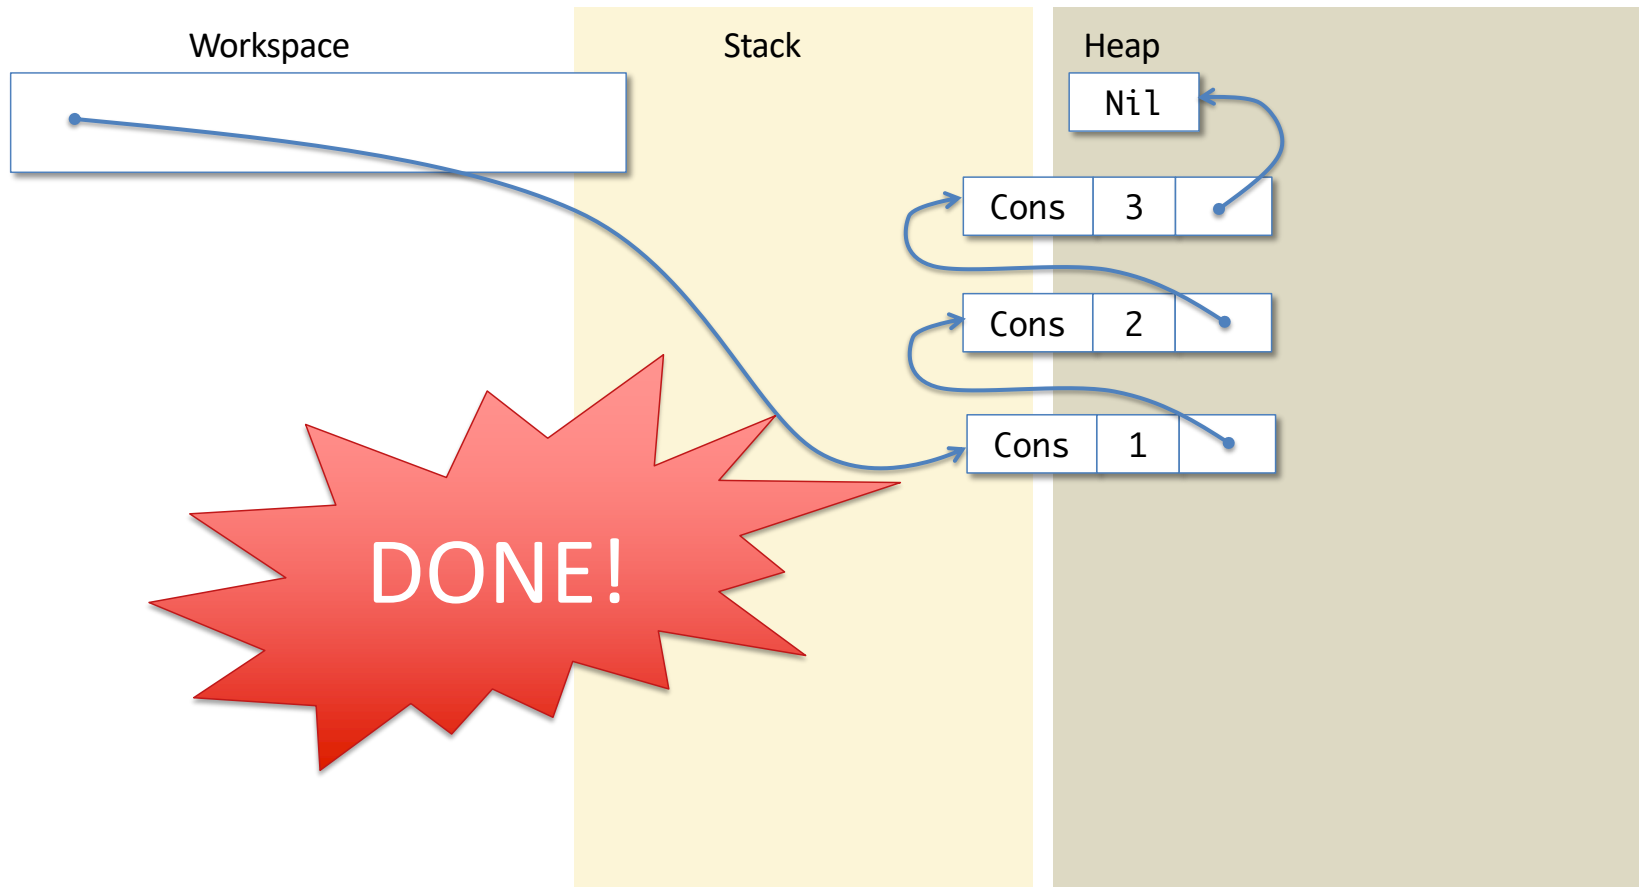 Workspace
Stack
Heap
Nil
Cons 3
Cons 2
Cons 1
DONE!